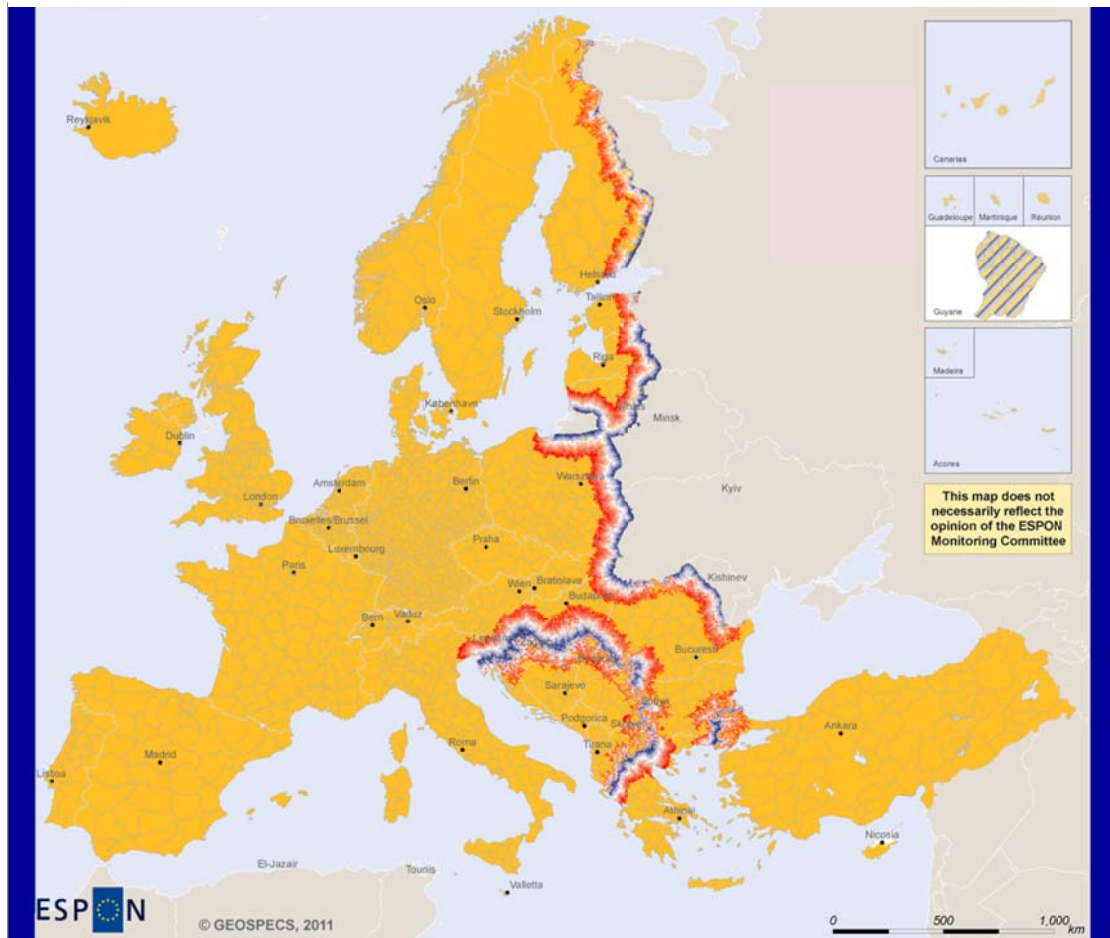 Reykjavik
Canarias
Guadeloupe
Martinique
Réunion
Guyane
Madeira
Acores
This map does not
necessarily reflect the
opinion of the ESPON
Monitoring Committee
Oslo
Stockholm
Tallinn
Riga
København
Minsk
Dublin
London
Amsterdam
Berlin
Warszawa
Kyiv
Bruxelles/Brussel
Luxembourg
Praha
Paris
Wien
Bratislava
Budapest
Kishinev
Bern
Vaduz
Bucuresti
Sarajevo
Podgorica
Tirana
Roma
Madrid
Lisboa
Ankara
Athinai
Nicosia
El-Jazair
Tounis
Valletta
ESPON
© GEOSPECS, 2011
0
500
1,000
km